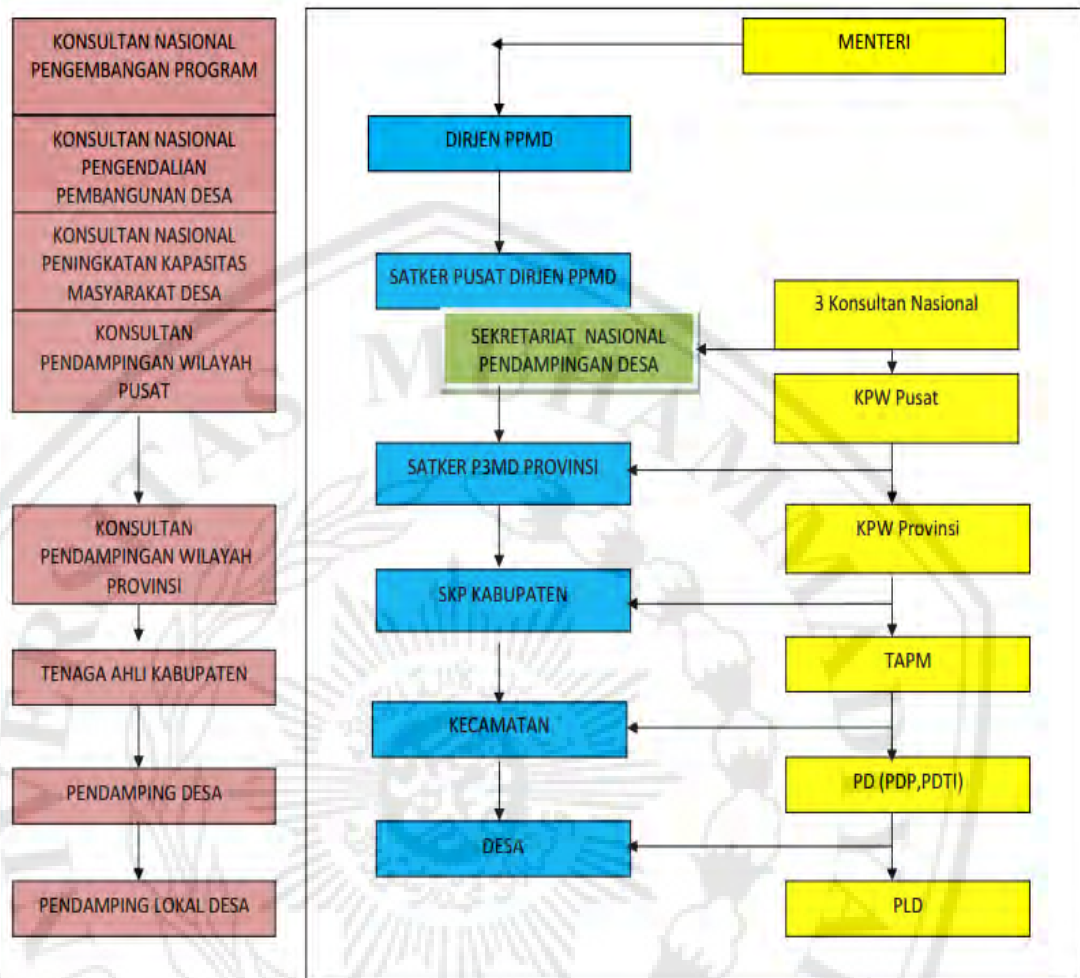 KONSULTAN NASIONAL
PENGEMBANGAN PROGRAM
KONSULTAN NASIONAL
PENGENDALIAN
PEMBANGUNAN DESA
KONSULTAN NASIONAL
PENINGKATAN KAPASITAS
MASYARAKAT DESA
KONSULTAN
PENDAMPINGAN WILAYAH
PUSAT
KONSULTAN
PENDAMPINGAN WILAYAH
PROVINSI
TENAGA AHLI KABUPATEN
PENDAMPING DESA
PENDAMPING LOKAL DESA
MENTERI
DIRJEN PPMD
SATKER PUSAT DIRJEN PPMD
SEKRETARIAT NASIONAL
PENDAMPINGAN DESA
SATKER P3MD PROVINSI
SKP KABUPATEN
KECAMATAN
DESA
3 Konsultan Nasional
KPW Pusat
KPW Provinsi
TAPM
PD (PDP,PDTI)
PLD